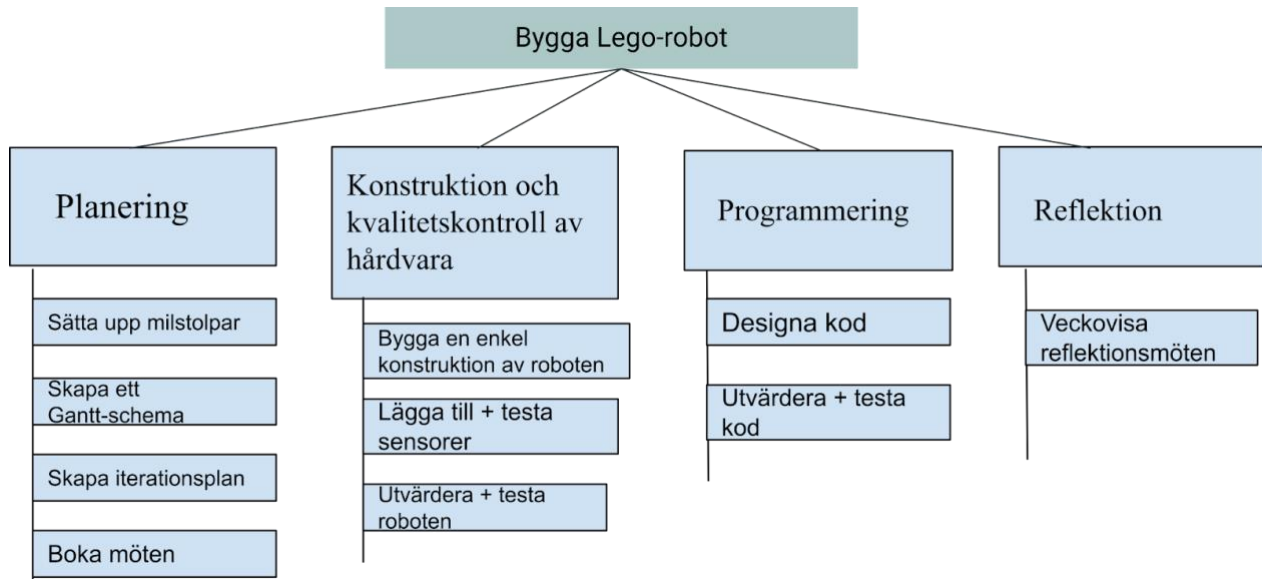 Bygga Lego-robot
Planering
Konstruktion och
kvalitetskontroll av
hårdvara
Programmering
Reflektion
Sätta upp milstolpar
Skapa ett
Gantt-schema
Skapa iterationsplan
Boka möten
Bygga en enkel
konstruktion av roboten
Lägga till + testa
sensorer
Utvärdera + testa
roboten
Designa kod
Utvärdera + testa
kod
Veckovisa
reflektionsmöten